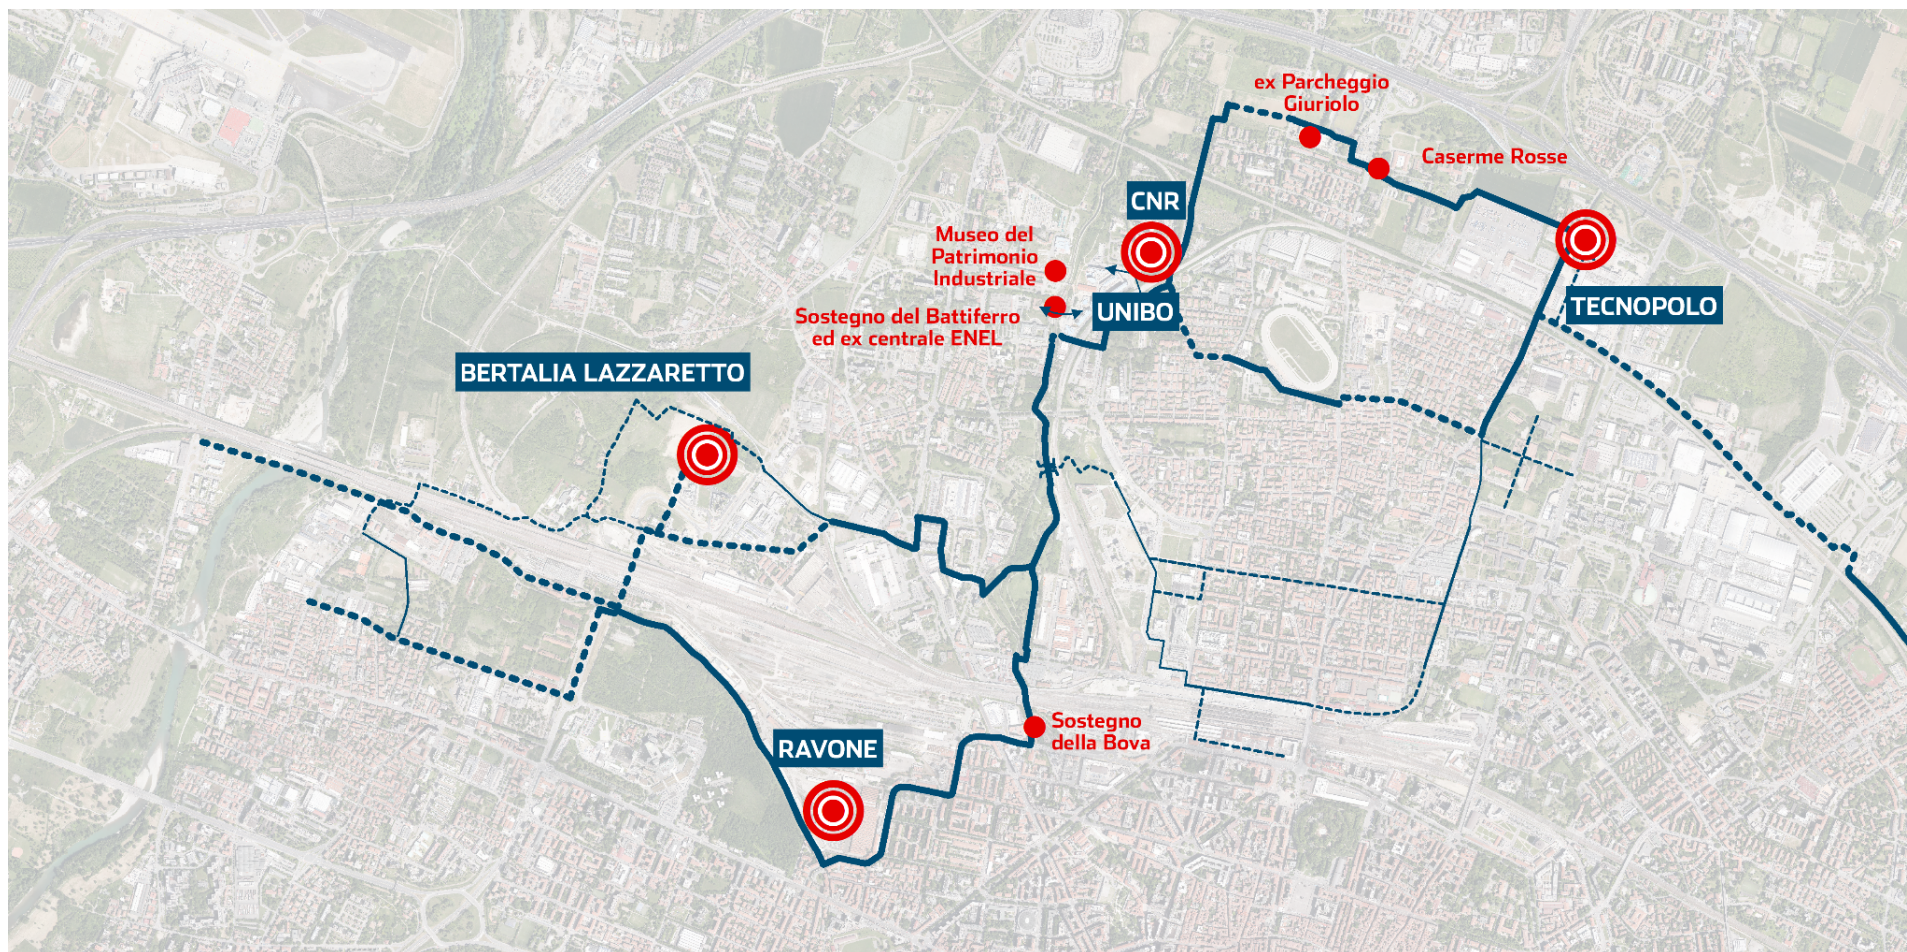 ex Parcheggio
Giuriolo
Caserme Rosse
CNR
Museo del
Patrimonio
Industriale
UNIBO
TECNOPOLO
Sostegno del Battiferro
ed ex centrale ENEL
BERTALIA LAZZARETTO
Sostegno
della Bova
RAVONE